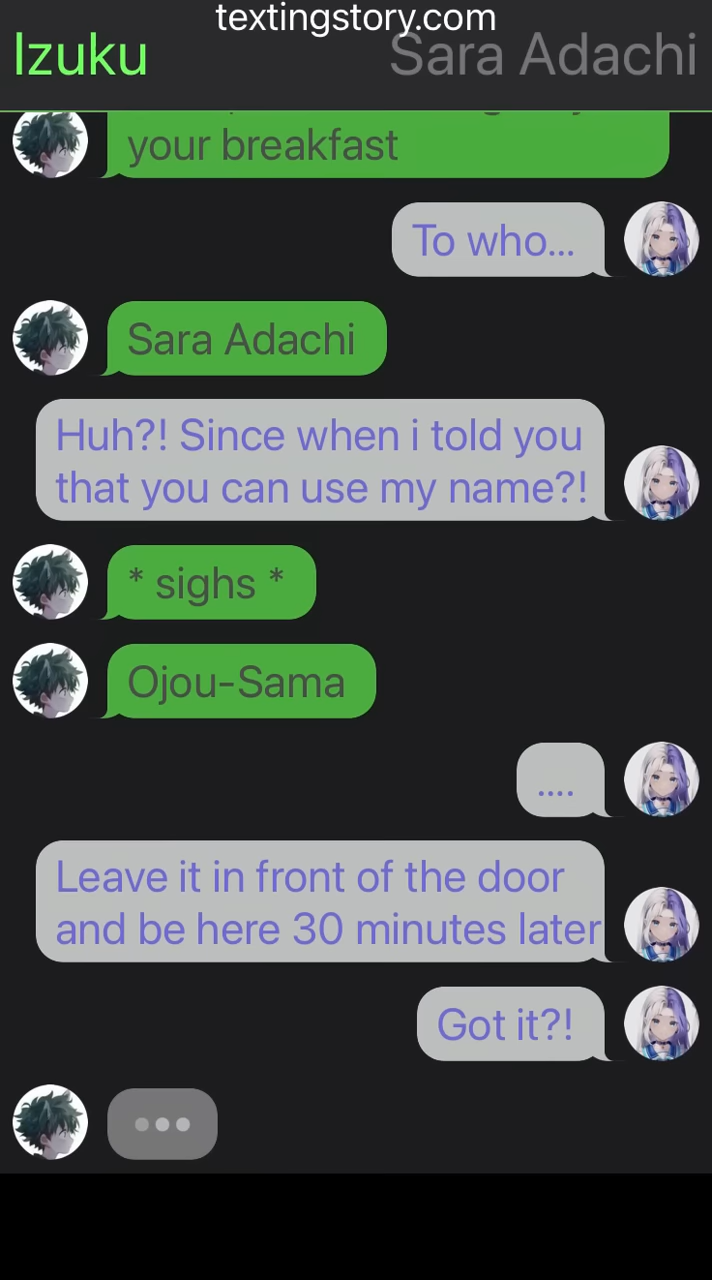 textingstory.com
Izuku
Sara Adachi
your breakfast
To who...
Sara Adachi
Huh?! Since when i told you
that you can use my name?!
* sighs *
Ojou-Sama
....
Leave it in front of the door
and be here 30 minutes later
Got it?!